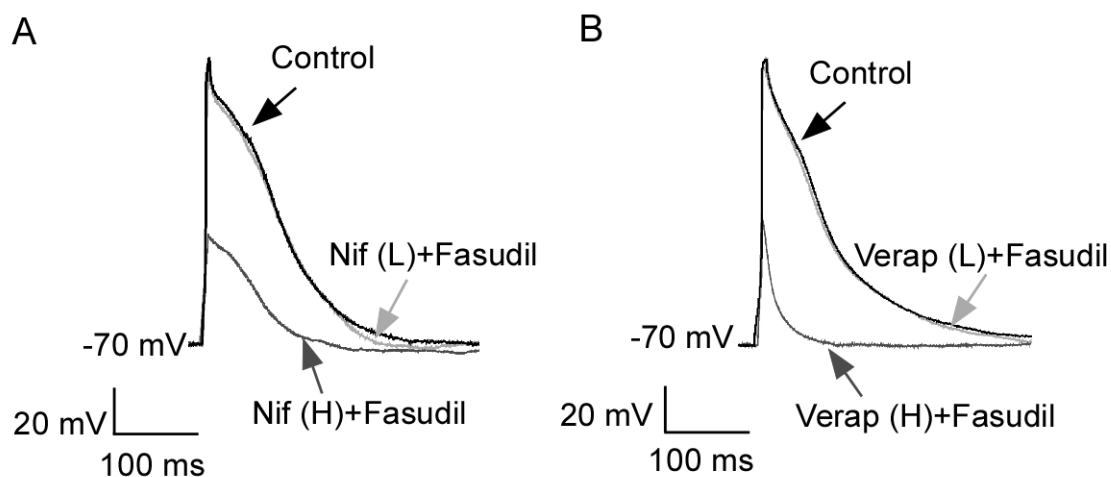 A
Control
Nif (L)+Fasudil
-70 mV
Nif (H)+Fasudil
20 mV
100 ms
B
Control
Verap (L)+Fasudil
-70 mV
Verap (H)+Fasudil
20 mV
100 ms